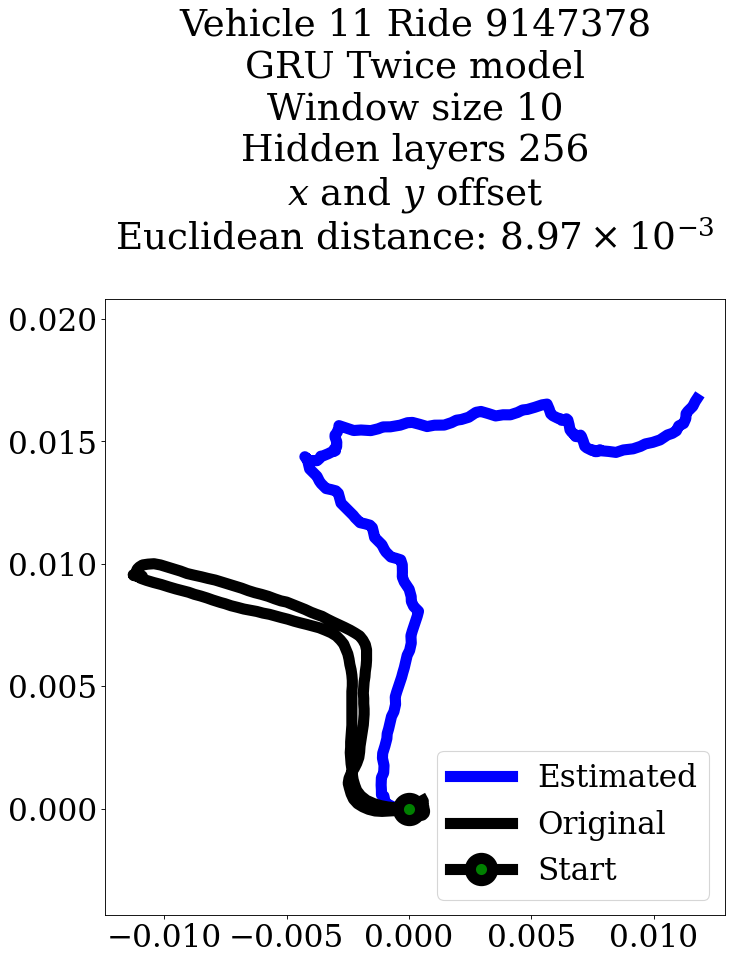 Vehicle 11 Ride 9147378
GRU Twice model
Window size 10
Hidden layers 256
x and y offset
Euclidean distance: 8.97 × 10⁻³
0.020
0.015
0.010
0.005
0.000
Estimated
Original
Start
−0.010 −0.005 0.000 0.005 0.010